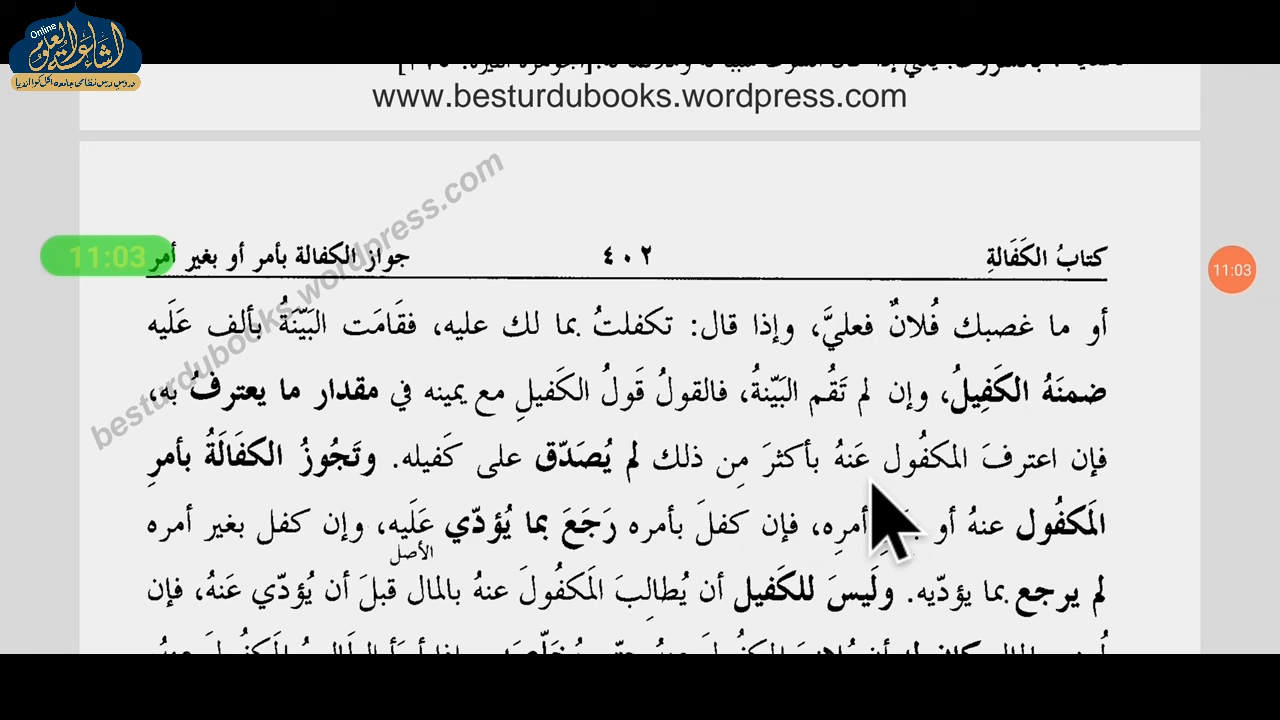 Online
www.besturdubooks.wordpress.com
besturdubooks.wordpress.com
كتابُ الكَفَالةِ ٤٠٢ جواز الكفالة بأمر أو بغير أمر
11:03
11:03
أو ما غصبك فُلانٌ فعليَّ، وإذا قال: تكفلتُ بما لك عليه، فقَامَت البَيّنَةُ بألف عَلَيه
ضمنَهُ الكَفِيلُ، وإن لم تَقُم البَيّنةُ، فالقولُ قَولُ الكَفيلِ مع يمينه في مقدار ما يعترفُ به،
فإن اعترفَ المكفُول عَنهُ بأكثرَ مِن ذلك لم يُصَدّق على كَفيله. وتَجُوزُ الكفَالَةُ بأمرِ
المَكفُول عنهُ أو أمرِه، فإن كفلَ بأمره رَجَعَ بما يُؤدّي عَلَيه، وإن كفل بغير أمره
الأصل
لم يرجع بما يؤدّيه. ولَيسَ للكَفيل أن يُطالِبَ المَكفُولَ عنهُ بالمال قبلَ أن يُؤدّي عَنهُ، فإن